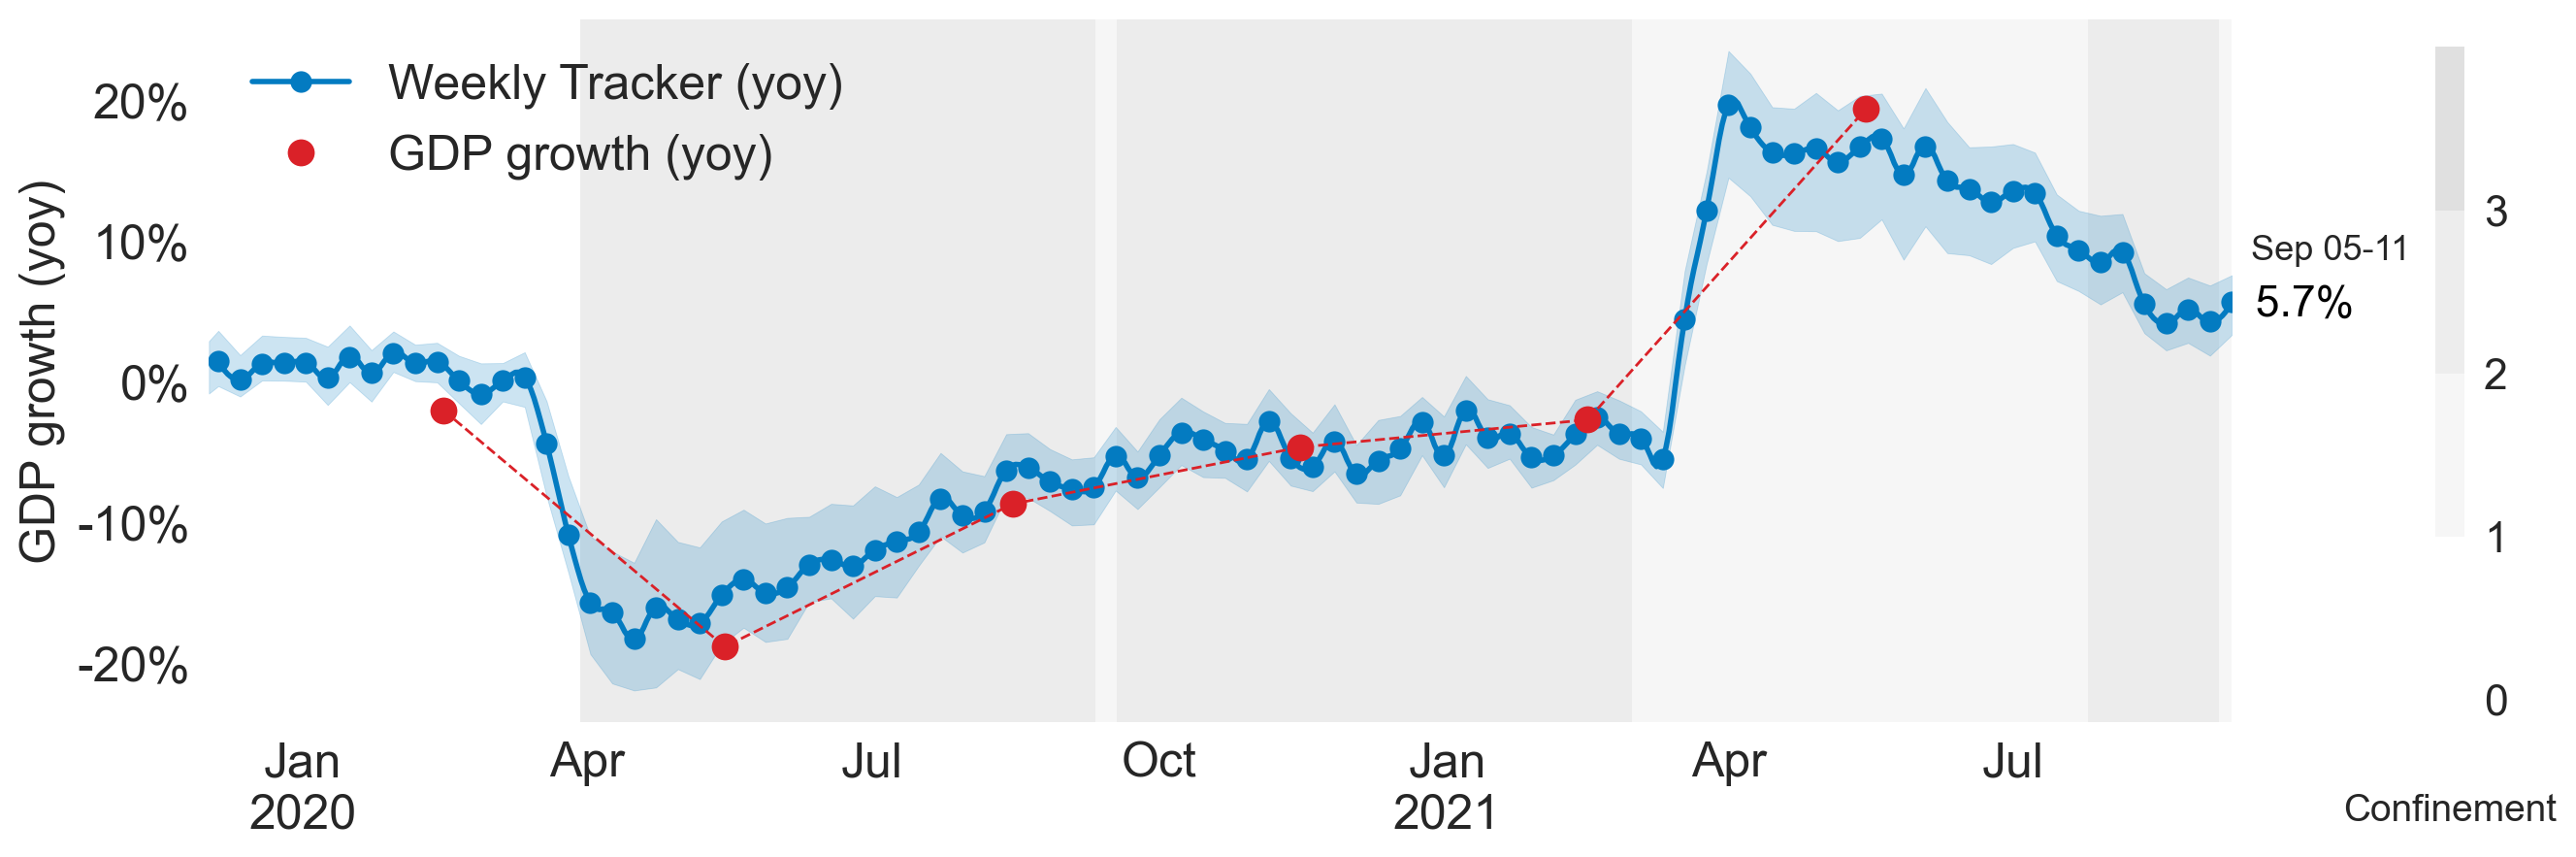 Weekly Tracker (yoy)
GDP growth (yoy)
GDP growth (yoy)
20%
10%
0%
-10%
-20%
Jan
2020
Apr
Jul
Oct
Jan
2021
Apr
Jul
Sep 05-11
5.7%
3
2
1
0
Confinement